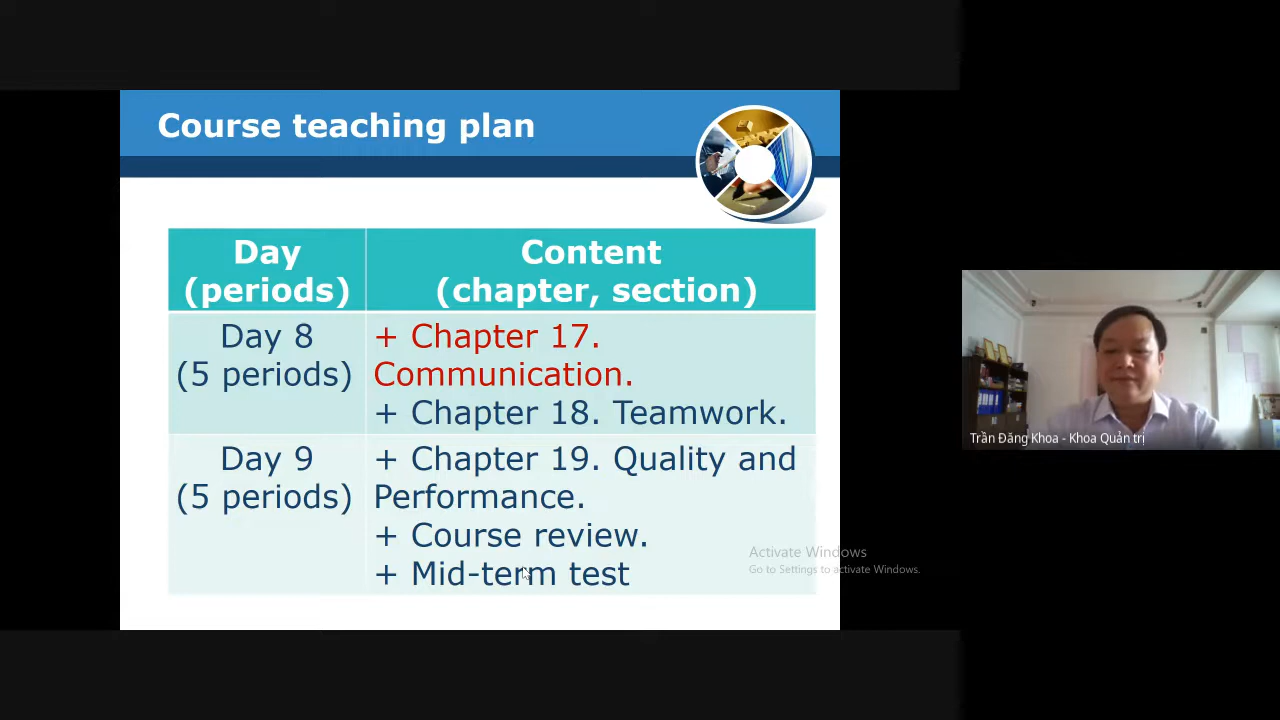 Course teaching plan
Day
(periods)
Content
(chapter, section)
Day 8
(5 periods)
+ Chapter 17.
Communication.
+ Chapter 18. Teamwork.
Day 9
(5 periods)
+ Chapter 19. Quality and
Performance.
+ Course review.
+ Mid-term test
Activate Windows
Go to Settings to activate Windows.
Trần Đăng Khoa - Khoa Quản trị